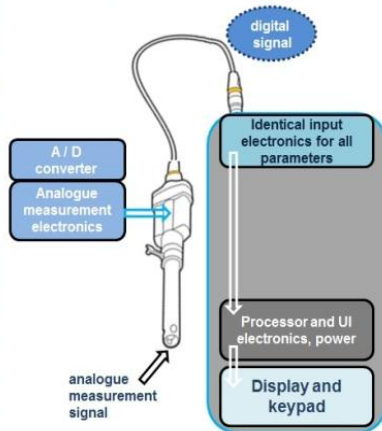 digital
signal
Identical input
electronics for all
parameters
A / D
converter
Analogue
measurement
electronics
Processor and UI
electronics, power
Display and
keypad
analogue
measurement
signal